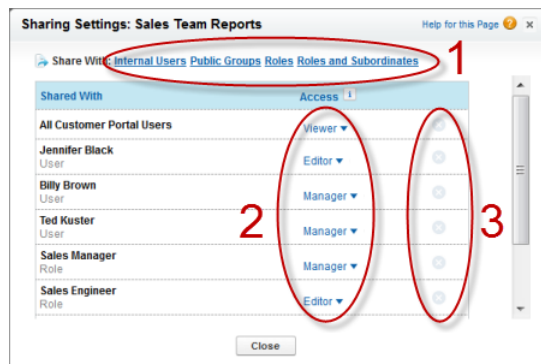 Sharing Settings: Sales Team Reports Help for this Page ? x
Share With: Internal Users Public Groups Roles Roles and Subordinates 1
Shared With Access i
All Customer Portal Users Viewer
Jennifer Black
User Editor
Billy Brown
User Manager
Ted Kuster
User Manager
2 3
Sales Manager
Role Manager
Sales Engineer
Role Editor
Close